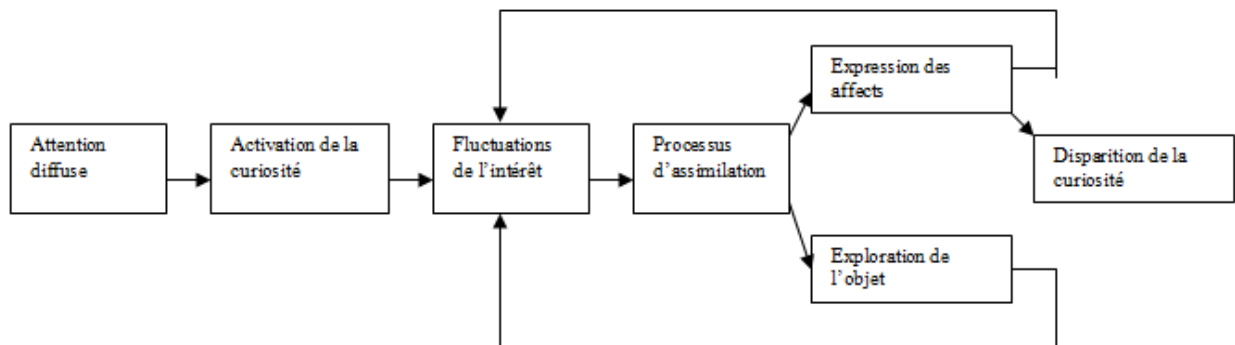 Attention
diffuse
Activation de la
curiosité
Fluctuations
de l’intérêt
Processus
d’assimilation
Expression des
affects
Exploration de
l’objet
Disparition de la
curiosité